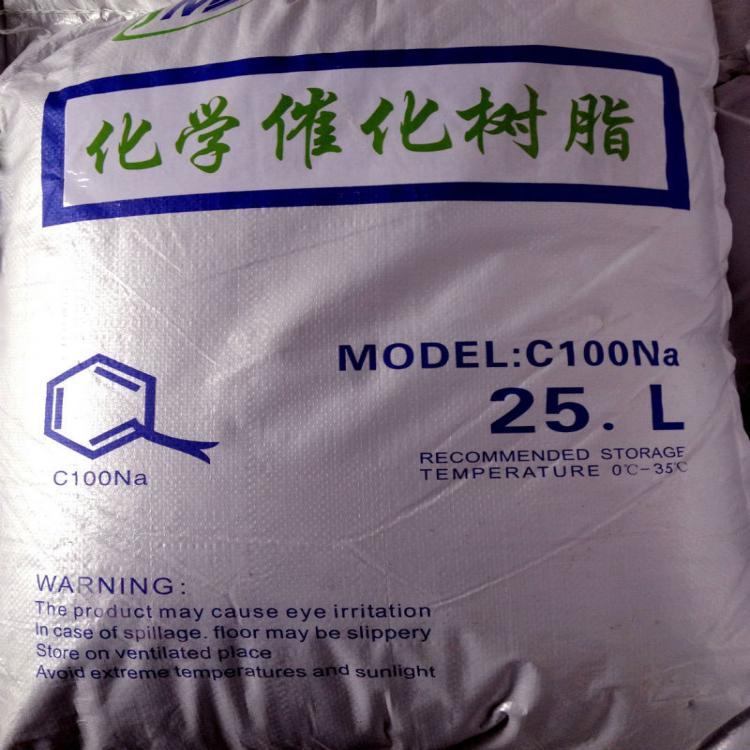 化学催化树脂
MODEL:C100Na
25. L
RECOMMENDED STORAGE
TEMPERATURE 0℃-35℃
C100Na
WARNING:
The product may cause eye irritation
In case of spillage. floor may be slippery
Store on ventilated place
Avoid extreme temperatures and sunlight